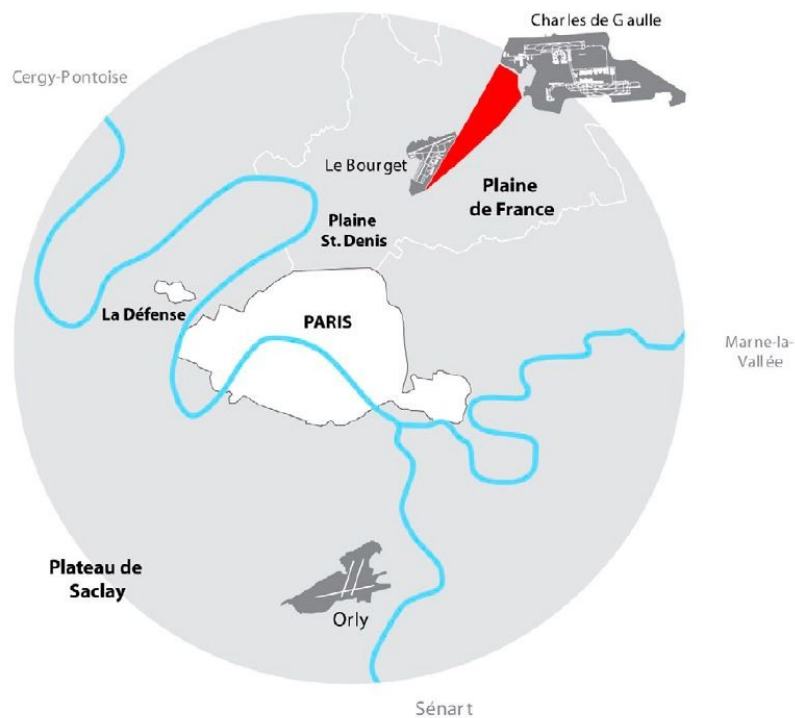 Charles de Gaulle
Cergy-Pontoise
Le Bourget
Plaine
de France
Plaine
St. Denis
La Défense
PARIS
Marne-la-
Vallée
Plateau de
Saclay
Orly
Sénart